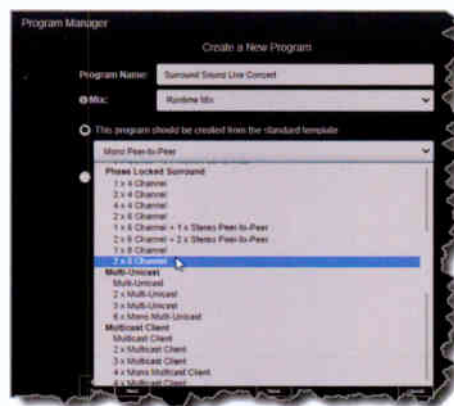 Program Manager
Create a New Program
Program Name: Surround Sound Live Concert
Mix: Runtime Mix
This program should be created from the standard template
Mono Peer-to-Peer
Phase Locked Surround
1 x 4 Channel
2 x 4 Channel
4 x 4 Channel
2 x 6 Channel
1 x 6 Channel + 1 x Stereo Peer-to-Peer
2 x 6 Channel + 2 x Stereo Peer-to-Peer
1 x 8 Channel
2 x 8 Channel
Multi-Unicast
Multi-Unicast
2 x Multi-Unicast
3 x Multi-Unicast
6 x Mono Multi-Unicast
Multicast Client
Multicast Client
2 x Multicast Client
3 x Multicast Client
4 x Mono Multicast Client
4 x Multicast Client